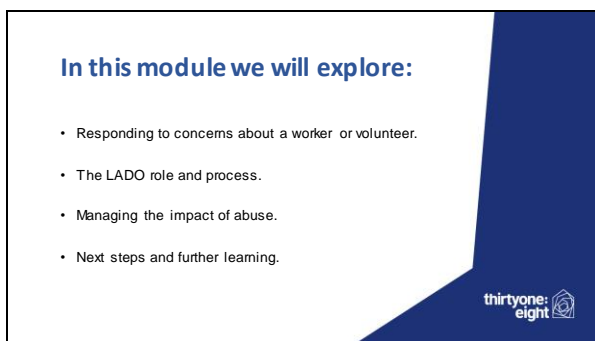 In this module we will explore:
• Responding to concerns about a worker or volunteer.
• The LADO role and process.
• Managing the impact of abuse.
• Next steps and further learning.
thirtyone:
eight